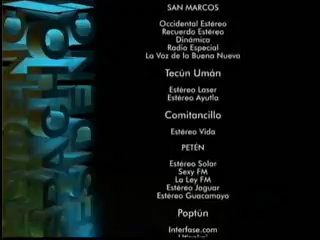 SAN MARCOS
Occidental Estéreo
Recuerdo Estéreo
Dinámica
Radio Especial
La Voz de la Buena Nueva
Tecún Umán
Estéreo Laser
Estéreo Ayutla
Comitancillo
Estéreo Vida
PETÉN
Estéreo Solar
Sexy FM
La Ley FM
Estéreo Jaguar
Estéreo Guacamaya
Poptún
Interfase.com